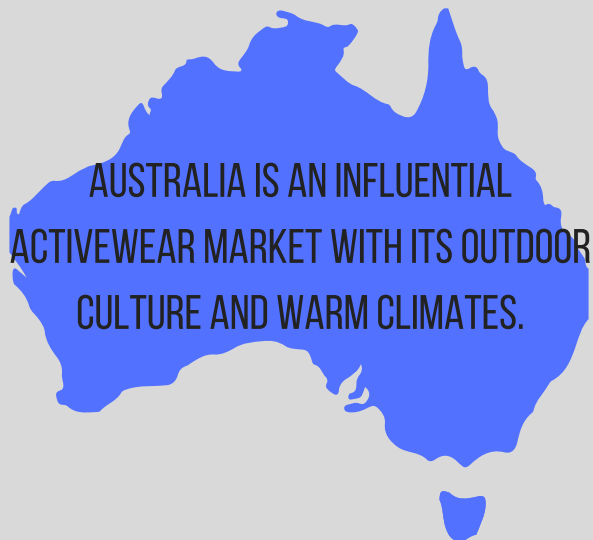 AUSTRALIA IS AN INFLUENTIAL
ACTIVEWEAR MARKET WITH ITS OUTDOOR
CULTURE AND WARM CLIMATES.